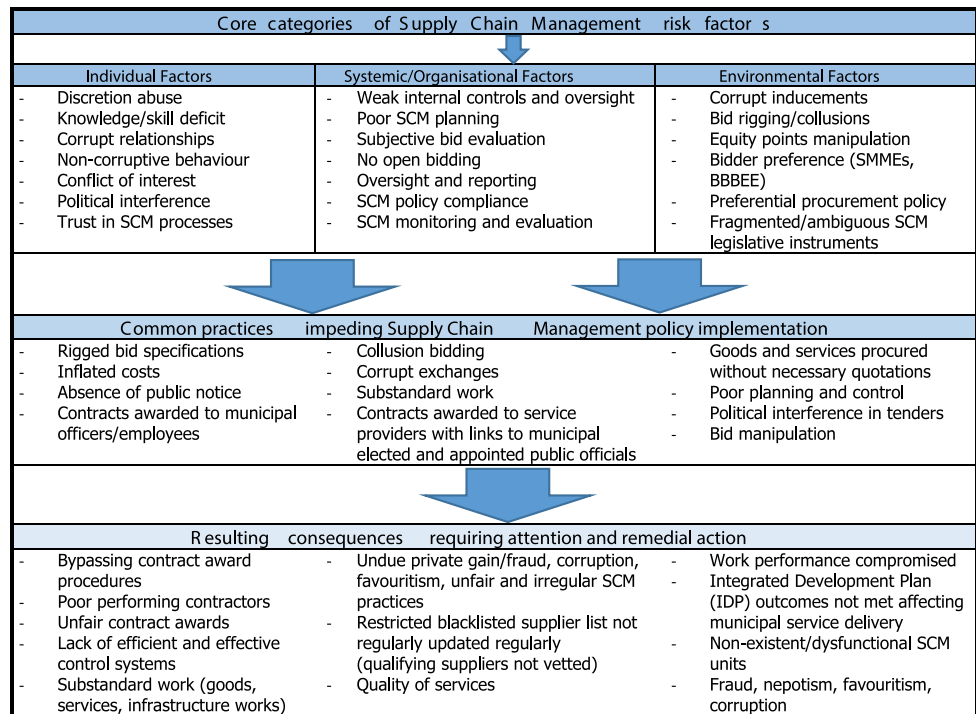 Core categories of Supply Chain Management risk factor s
Individual Factors
- Discretion abuse
- Knowledge/skill deficit
- Corrupt relationships
- Non-corruptive behaviour
- Conflict of interest
- Political interference
- Trust in SCM processes
Systemic/Organisational Factors
- Weak internal controls and oversight
- Poor SCM planning
- Subjective bid evaluation
- No open bidding
- Oversight and reporting
- SCM policy compliance
- SCM monitoring and evaluation
Environmental Factors
- Corrupt inducements
- Bid rigging/collusions
- Equity points manipulation
- Bidder preference (SMMEs,
BBBEE)
- Preferential procurement policy
- Fragmented/ambiguous SCM
legislative instruments
Common practices impeding Supply Chain Management policy implementation
- Rigged bid specifications
- Inflated costs
- Absence of public notice
- Contracts awarded to municipal
officers/employees
- Collusion bidding
- Corrupt exchanges
- Substandard work
- Contracts awarded to service
providers with links to municipal
elected and appointed public officials
- Goods and services procured
without necessary quotations
- Poor planning and control
- Political interference in tenders
- Bid manipulation
R esulting consequences requiring attention and remedial action
- Bypassing contract award
procedures
- Poor performing contractors
- Unfair contract awards
- Lack of efficient and effective
control systems
- Substandard work (goods,
services, infrastructure works)
- Undue private gain/fraud, corruption,
favouritism, unfair and irregular SCM
practices
- Restricted blacklisted supplier list not
regularly updated regularly
(qualifying suppliers not vetted)
- Quality of services
- Work performance compromised
- Integrated Development Plan
(IDP) outcomes not met affecting
municipal service delivery
- Non-existent/dysfunctional SCM
units
- Fraud, nepotism, favouritism,
corruption